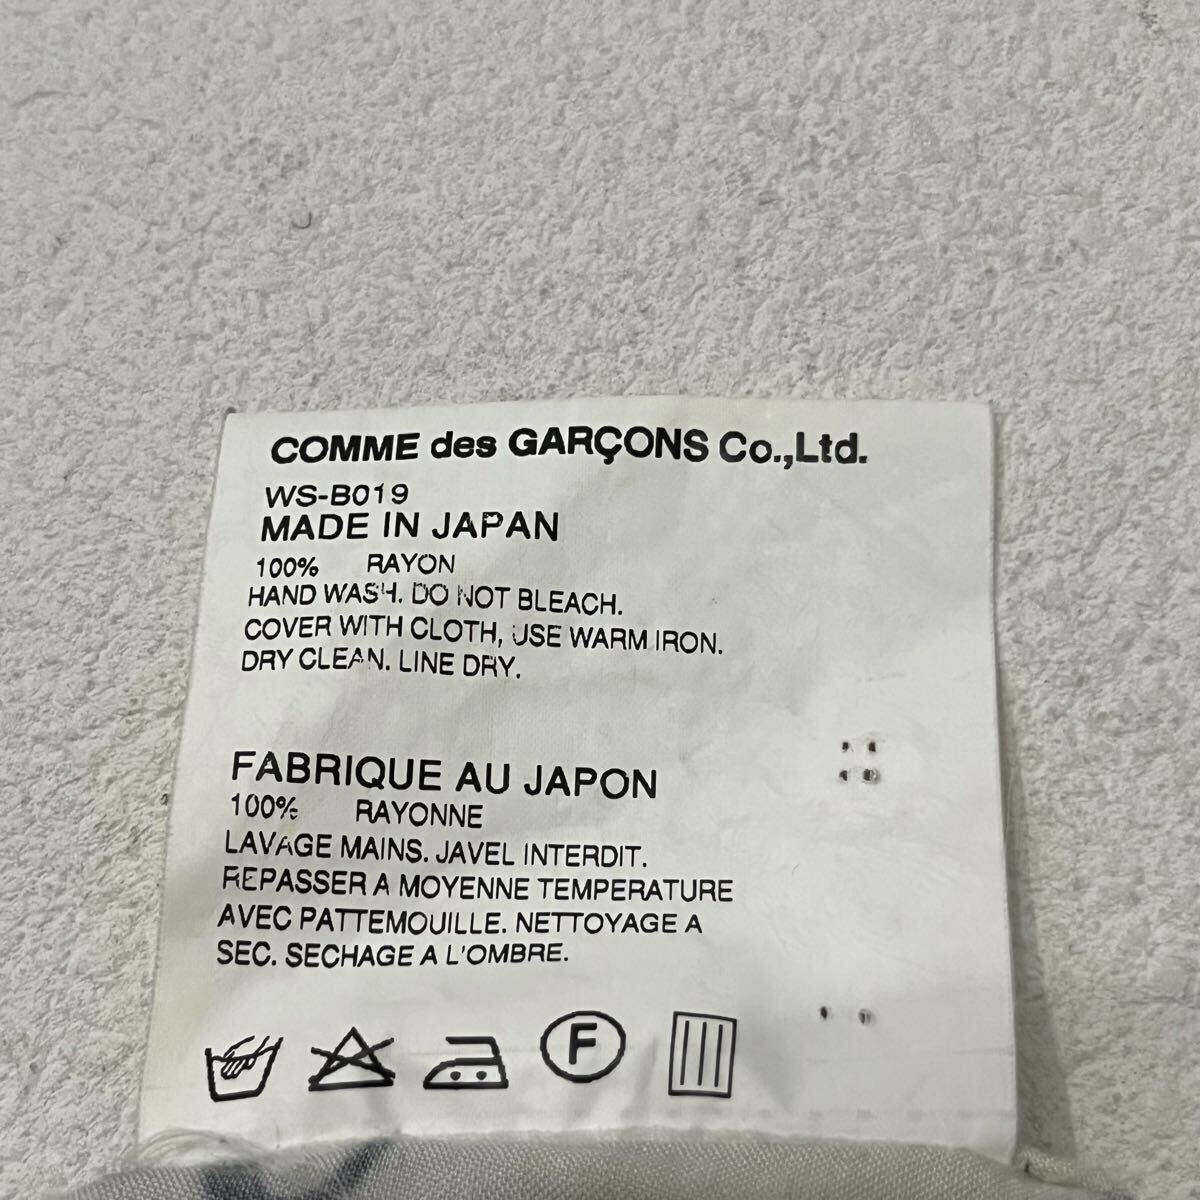 COMME des GARÇONS Co.,Ltd.
WS-B019
MADE IN JAPAN
100% RAYON
HAND WASH. DO NOT BLEACH.
COVER WITH CLOTH, USE WARM IRON.
DRY CLEAN. LINE DRY.
FABRIQUE AU JAPON
100% RAYONNE
LAVAGE MAINS. JAVEL INTERDIT.
REPASSER A MOYENNE TEMPERATURE
AVEC PATTEMOUILLE. NETTOYAGE A
SEC. SECHAGE A L'OMBRE.
F